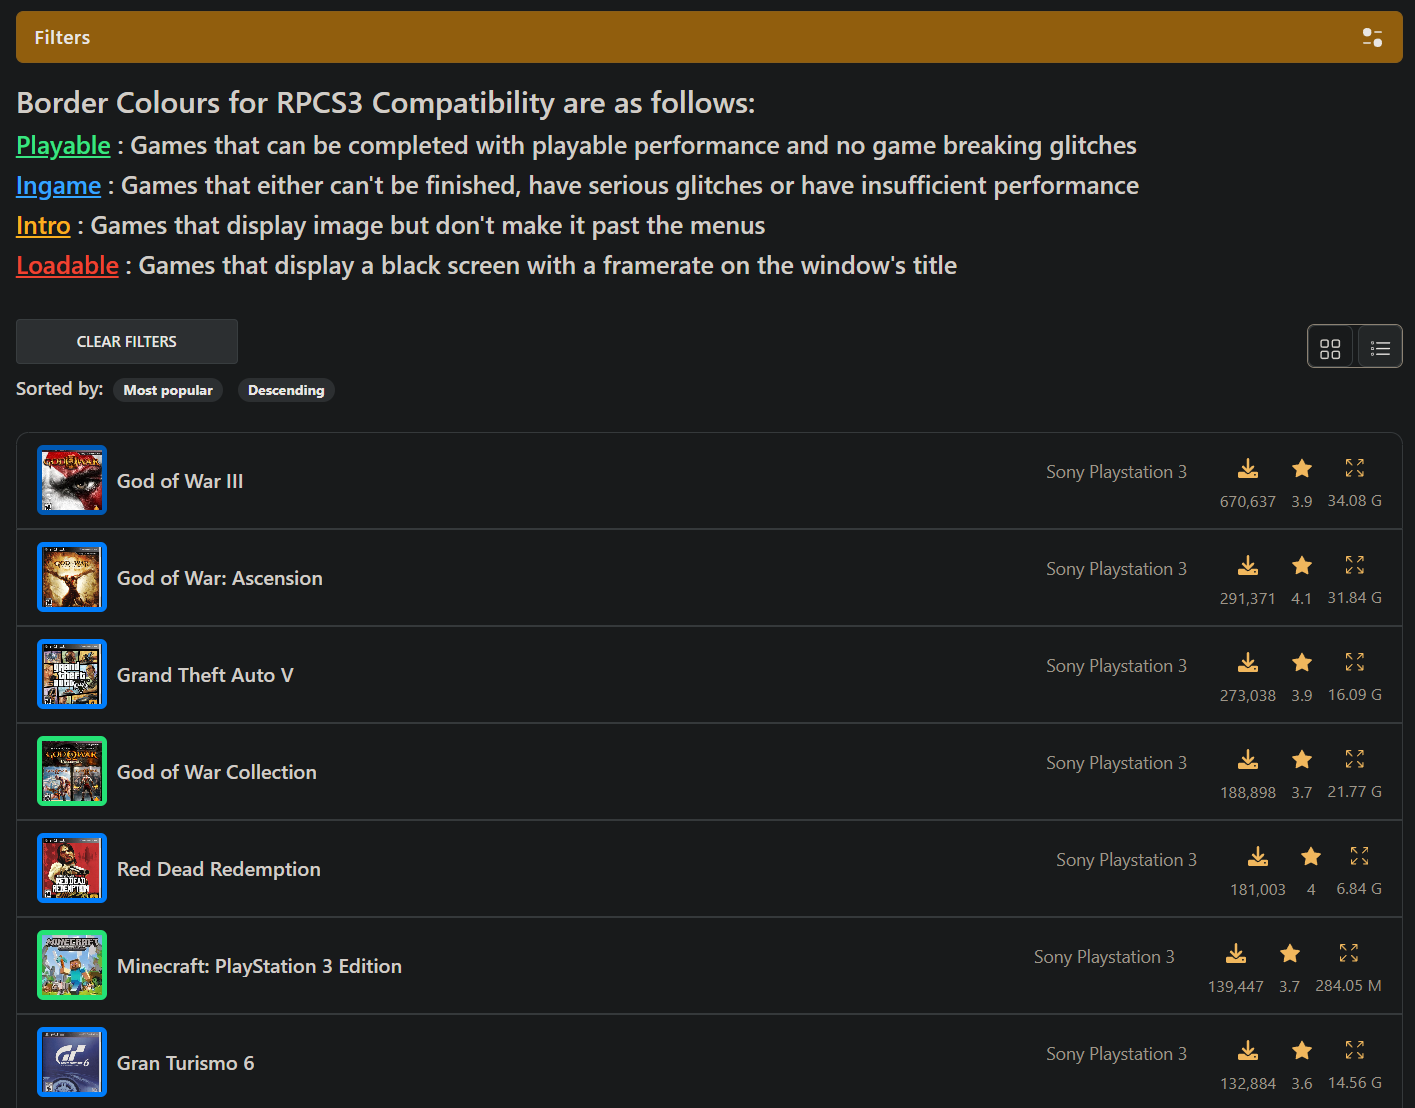 Filters
Border Colours for RPCS3 Compatibility are as follows:
Playable : Games that can be completed with playable performance and no game breaking glitches
Ingame : Games that either can't be finished, have serious glitches or have insufficient performance
Intro : Games that display image but don't make it past the menus
Loadable : Games that display a black screen with a framerate on the window's title
CLEAR FILTERS
Sorted by: Most popular Descending
God of War III Sony Playstation 3
670,637 3.9 34.08 G
God of War: Ascension Sony Playstation 3
291,371 4.1 31.84 G
Grand Theft Auto V Sony Playstation 3
273,038 3.9 16.09 G
God of War Collection Sony Playstation 3
188,898 3.7 21.77 G
Red Dead Redemption Sony Playstation 3
181,003 4 6.84 G
Minecraft: PlayStation 3 Edition Sony Playstation 3
139,447 3.7 284.05 M
Gran Turismo 6 Sony Playstation 3
132,884 3.6 14.56 G